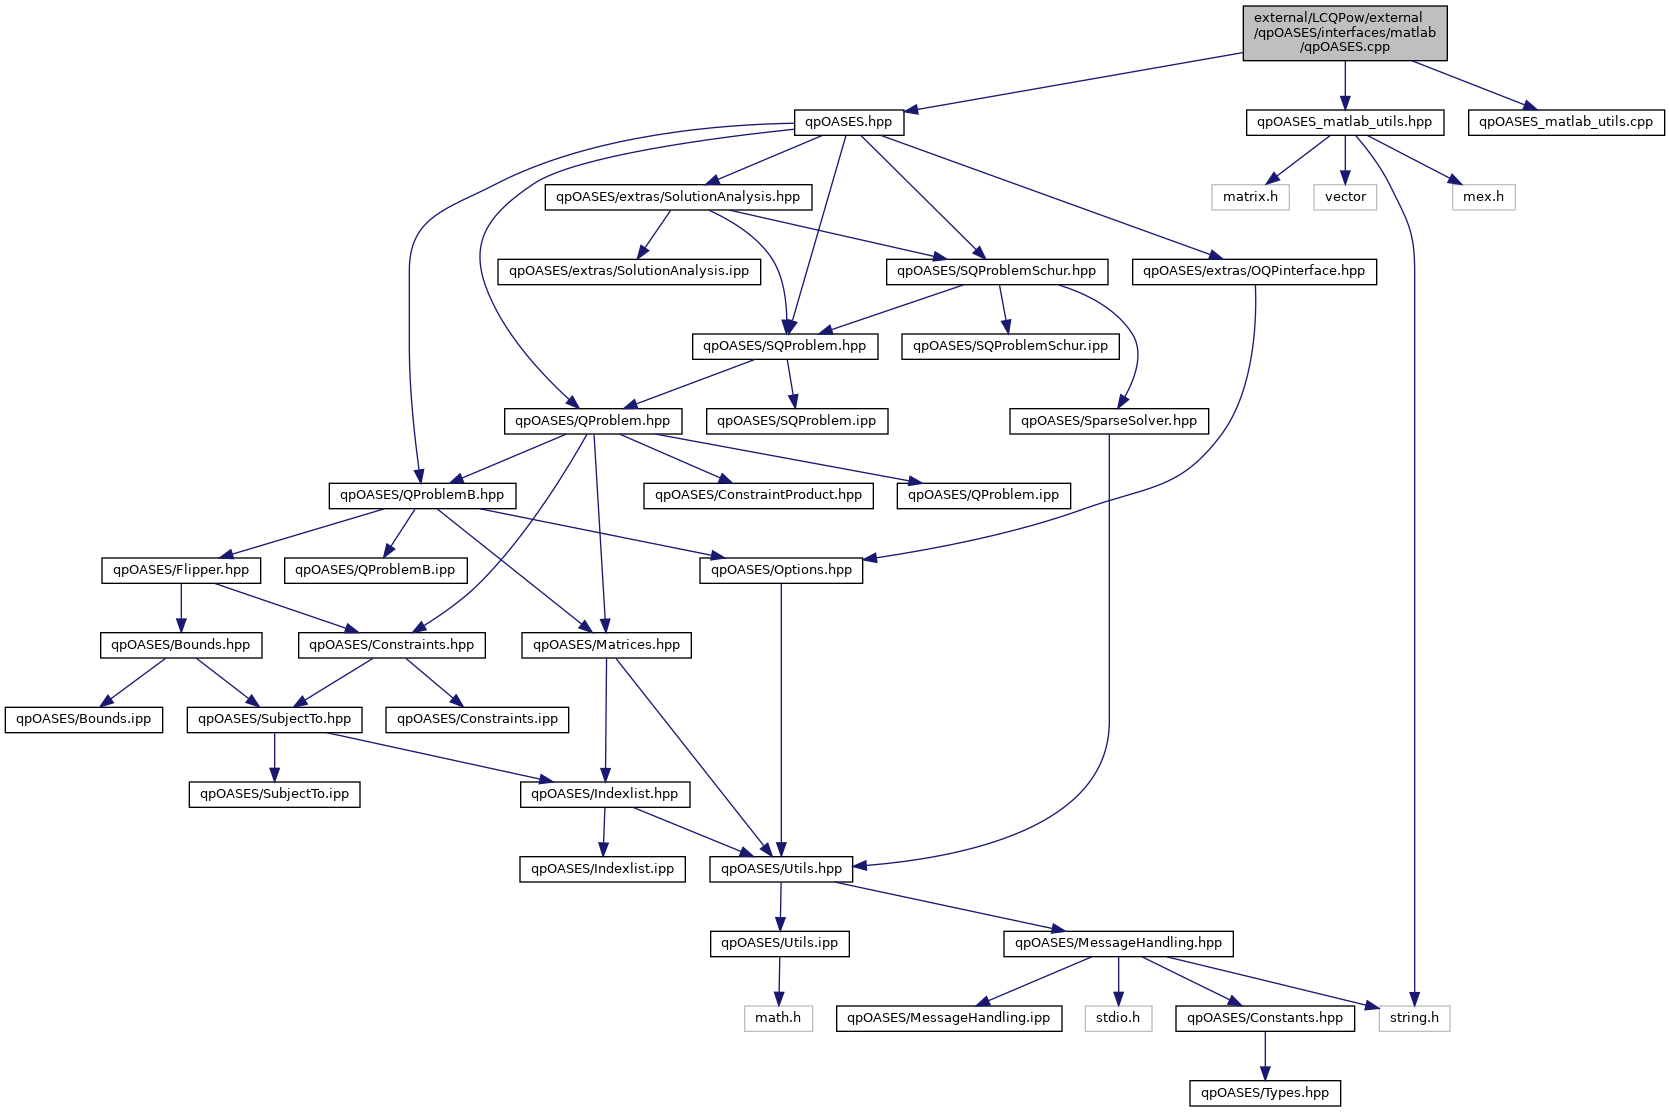 external/LCQPow/external
/qpOASES/interfaces/matlab
/qpOASES.cpp
qpOASES.hpp
qpOASES_matlab_utils.hpp
qpOASES_matlab_utils.cpp
qpOASES/extras/SolutionAnalysis.hpp
matrix.h
vector
mex.h
qpOASES/extras/SolutionAnalysis.ipp
qpOASES/SQProblemSchur.hpp
qpOASES/extras/OQPinterface.hpp
qpOASES/SQProblem.hpp
qpOASES/SQProblemSchur.ipp
qpOASES/QProblem.hpp
qpOASES/SQProblem.ipp
qpOASES/SparseSolver.hpp
qpOASES/QProblemB.hpp
qpOASES/ConstraintProduct.hpp
qpOASES/QProblem.ipp
qpOASES/Flipper.hpp
qpOASES/QProblemB.ipp
qpOASES/Options.hpp
qpOASES/Bounds.hpp
qpOASES/Constraints.hpp
qpOASES/Matrices.hpp
qpOASES/Bounds.ipp
qpOASES/SubjectTo.hpp
qpOASES/Constraints.ipp
qpOASES/SubjectTo.ipp
qpOASES/Indexlist.hpp
qpOASES/Indexlist.ipp
qpOASES/Utils.hpp
qpOASES/Utils.ipp
qpOASES/MessageHandling.hpp
math.h
qpOASES/MessageHandling.ipp
stdio.h
qpOASES/Constants.hpp
string.h
qpOASES/Types.hpp